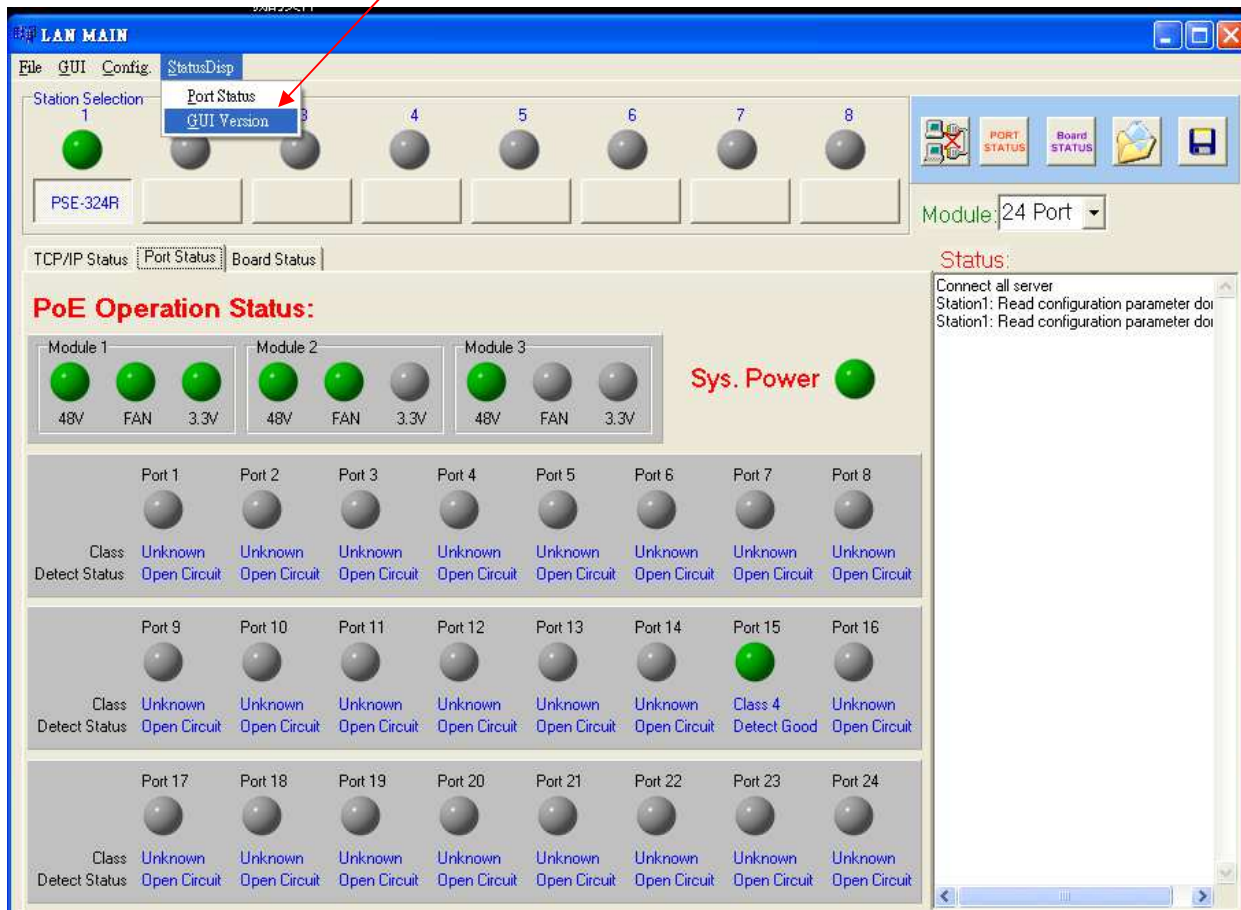 LAN MAIN
File GUI Config. StatusDisp
Port Status
GUI Version
Station Selection
1 3 4 5 6 7 8
PSE-324R
PORT STATUS
Board STATUS
Module: 24 Port
TCP/IP Status Port Status Board Status
Status:
Connect all server
Station1: Read configuration parameter dor
Station1: Read configuration parameter dor
PoE Operation Status:
Module 1 Module 2 Module 3
Sys. Power
48V FAN 3.3V 48V FAN 3.3V 48V FAN 3.3V
Port 1 Port 2 Port 3 Port 4 Port 5 Port 6 Port 7 Port 8
Class Unknown Unknown Unknown Unknown Unknown Unknown Unknown Unknown
Detect Status Open Circuit Open Circuit Open Circuit Open Circuit Open Circuit Open Circuit Open Circuit Open Circuit
Port 9 Port 10 Port 11 Port 12 Port 13 Port 14 Port 15 Port 16
Class Unknown Unknown Unknown Unknown Unknown Unknown Class 4 Unknown
Detect Status Open Circuit Open Circuit Open Circuit Open Circuit Open Circuit Open Circuit Detect Good Open Circuit
Port 17 Port 18 Port 19 Port 20 Port 21 Port 22 Port 23 Port 24
Class Unknown Unknown Unknown Unknown Unknown Unknown Unknown Unknown
Detect Status Open Circuit Open Circuit Open Circuit Open Circuit Open Circuit Open Circuit Open Circuit Open Circuit